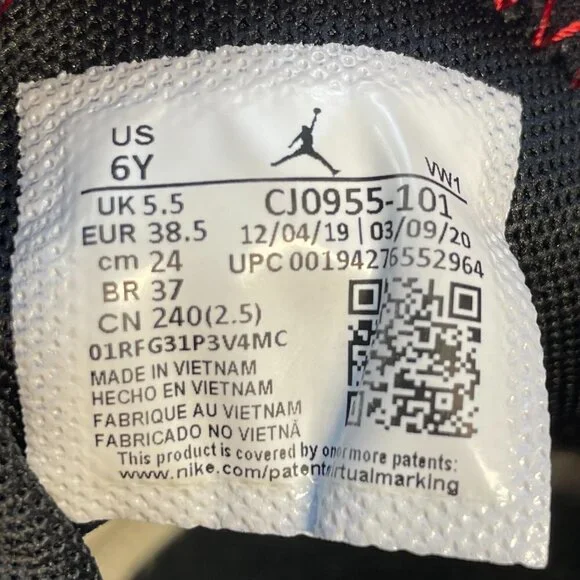 US
6Y
VW1
UK 5.5
CJ0955-101
EUR 38.5
12/04/19 | 03/09/20
cm 24
UPC 00194276552964
BR 37
CN 240(2.5)
01RFG31P3V4MC
MADE IN VIETNAM
HECHO EN VIETNAM
FABRIQUE AU VIETNAM
FABRICADO NO VIETNÃ
This product is covered by one or more patents:
www.nike.com/patentvirtualmarking